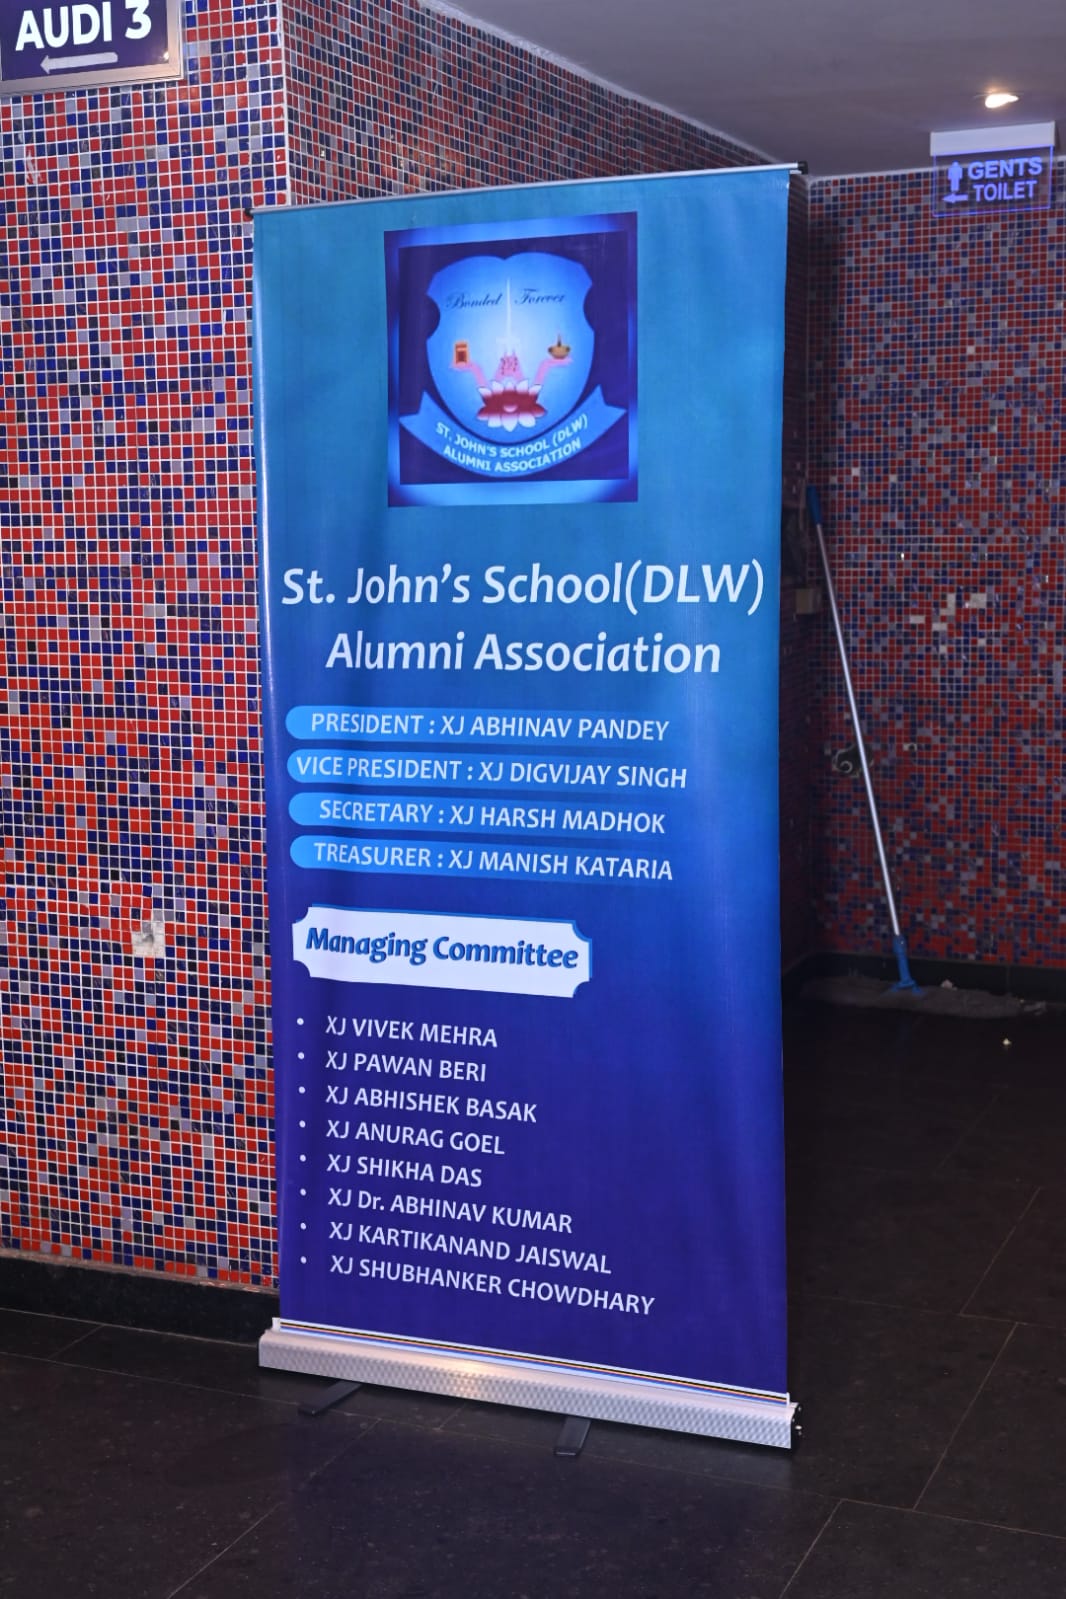 AUDI 3
GENTS
TOILET
Bonded Forever
ST. JOHN'S SCHOOL (DLW)
ALUMNI ASSOCIATION
St. John's School(DLW)
Alumni Association
PRESIDENT : XJ ABHINAV PANDEY
VICE PRESIDENT : XJ DIGVIJAY SINGH
SECRETARY : XJ HARSH MADHOK
TREASURER : XJ MANISH KATARIA
Managing Committee
• XJ VIVEK MEHRA
• XJ PAWAN BERI
• XJ ABHISHEK BASAK
• XJ ANURAG GOEL
• XJ SHIKHA DAS
• XJ Dr. ABHINAV KUMAR
• XJ KARTIKANAND JAISWAL
• XJ SHUBHANKER CHOWDHARY